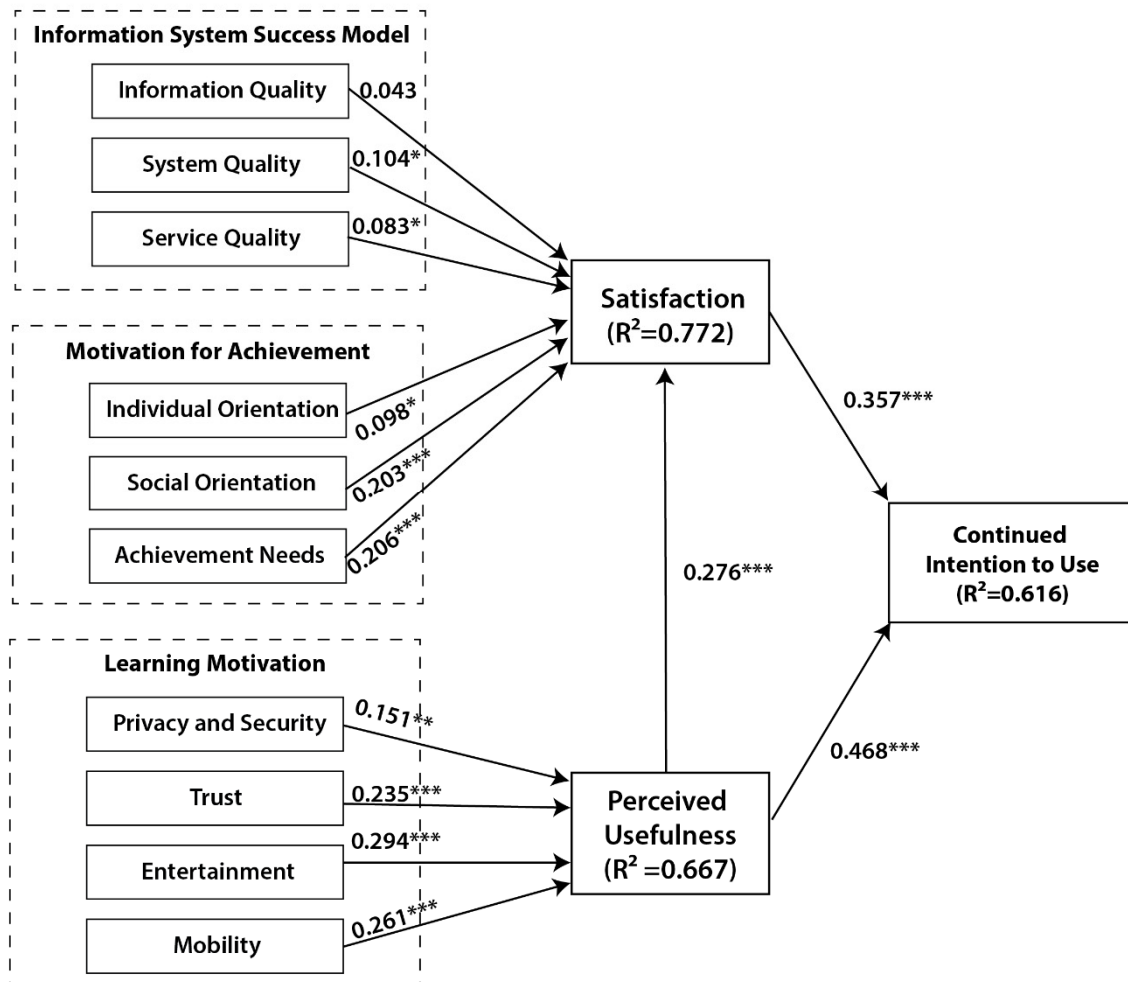 Information System Success Model
Information Quality
0.043
System Quality
0.104*
Service Quality
0.083*
Motivation for Achievement
Individual Orientation
0.098*
Social Orientation
0.203***
Achievement Needs
0.206***
Learning Motivation
Privacy and Security
0.151**
Trust
0.235***
Entertainment
0.294***
Mobility
0.261***
Satisfaction
(R²=0.772)
0.276***
Perceived
Usefulness
(R² =0.667)
0.357***
0.468***
Continued
Intention to Use
(R²=0.616)